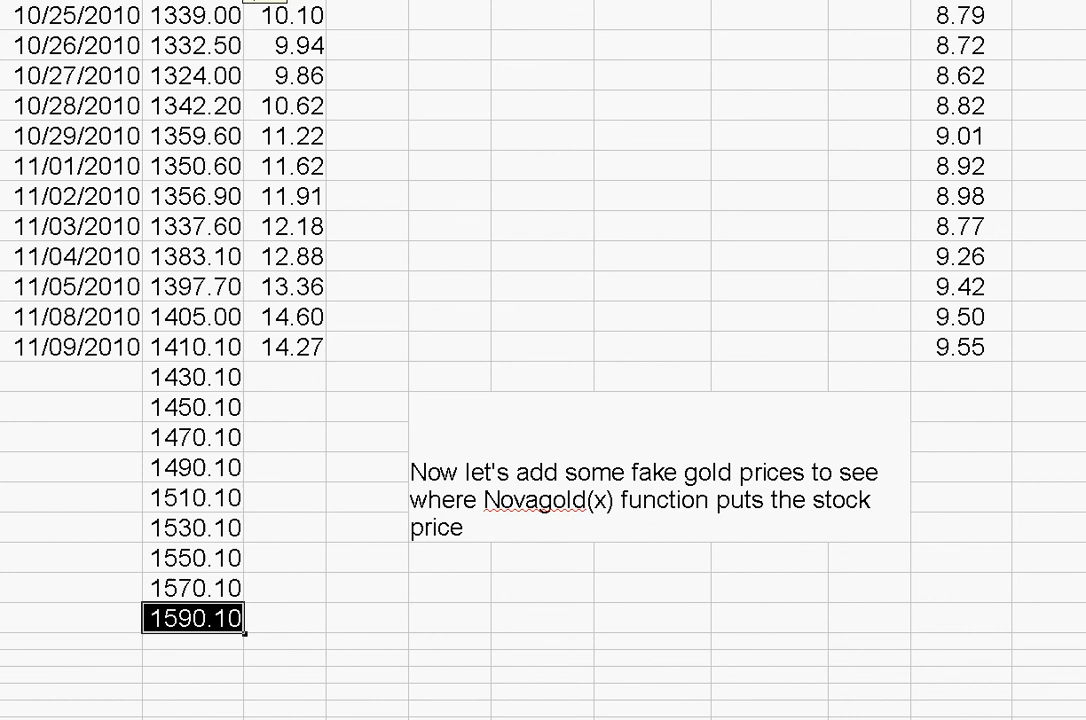 10/25/2010 1339.00 10.10 8.79
10/26/2010 1332.50 9.94 8.72
10/27/2010 1324.00 9.86 8.62
10/28/2010 1342.20 10.62 8.82
10/29/2010 1359.60 11.22 9.01
11/01/2010 1350.60 11.62 8.92
11/02/2010 1356.90 11.91 8.98
11/03/2010 1337.60 12.18 8.77
11/04/2010 1383.10 12.88 9.26
11/05/2010 1397.70 13.36 9.42
11/08/2010 1405.00 14.60 9.50
11/09/2010 1410.10 14.27 9.55
1430.10
1450.10
1470.10
1490.10
1510.10
1530.10
1550.10
1570.10
1590.10
Now let's add some fake gold prices to see
where Novagold(x) function puts the stock
price